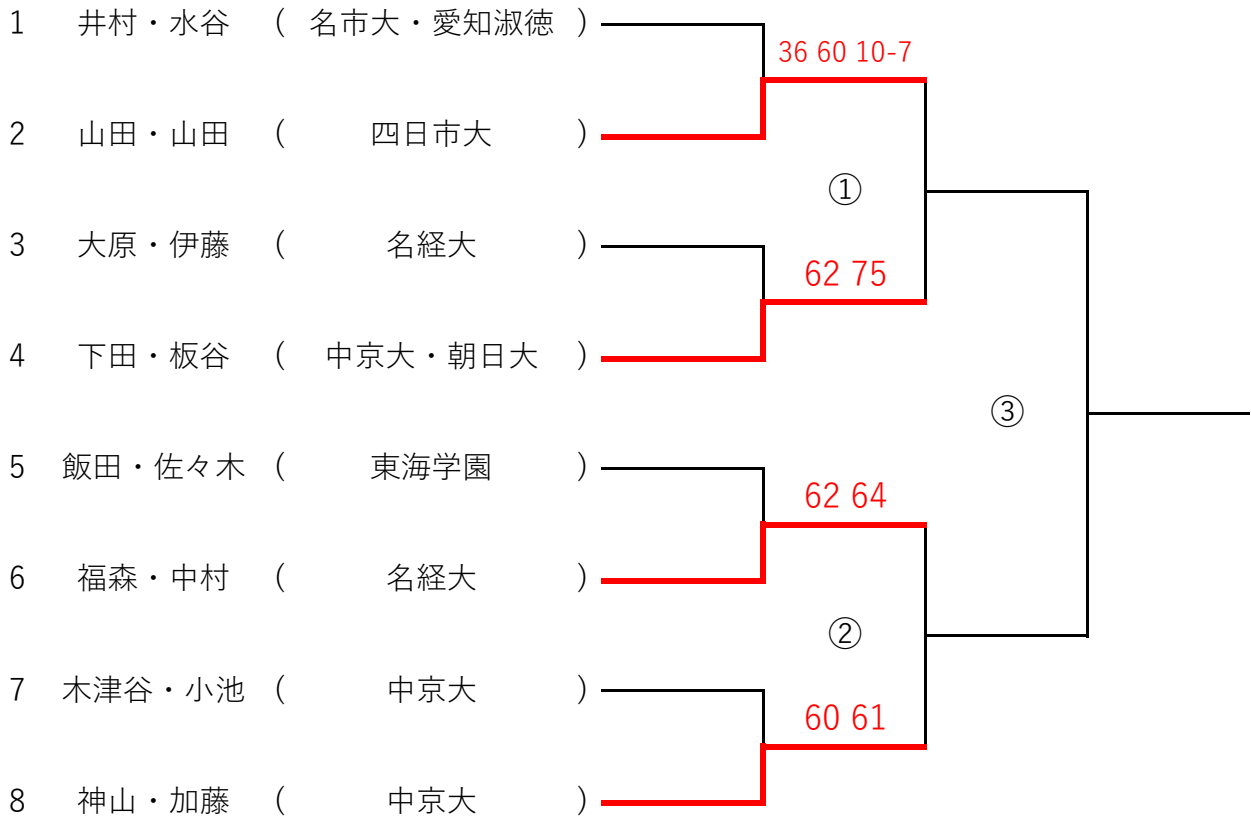 1 井村・水谷 ( 名市大・愛知淑徳 )
36 60 10-7
2 山田・山田 ( 四日市大 )
①
3 大原・伊藤 ( 名経大 )
62 75
4 下田・板谷 ( 中京大・朝日大 )
③
5 飯田・佐々木 ( 東海学園 )
62 64
6 福森・中村 ( 名経大 )
②
7 木津谷・小池 ( 中京大 )
60 61
8 神山・加藤 ( 中京大 )